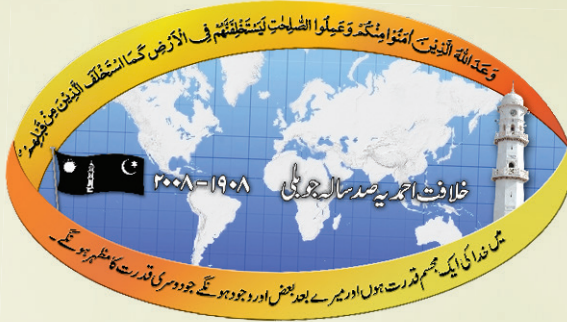 وَعَدَ اللّٰهُ الَّذِيْنَ اٰمَنُوْا مِنْكُمْ وَعَمِلُوا الصّٰلِحٰتِ لَيَسْتَخْلِفَنَّهُمْ فِي الْاَرْضِ كَمَا اسْتَخْلَفَ الَّذِيْنَ مِنْ قَبْلِهِمْ
خلافت احمدیہ صد سالہ جوبلی ۱۹۰۸-۲۰۰۸
میں خدا کی ایک مجسم قدرت ہوں اور میرے بعد بعض اور وجود ہونگے جو دوسری قدرت کا مظہر ہونگے۔